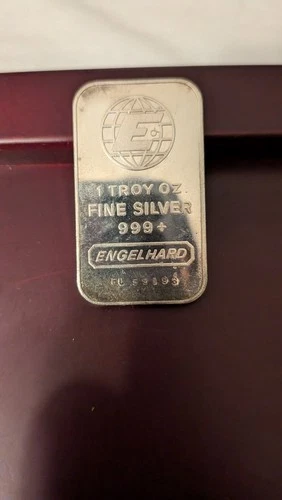 E
1 TROY OZ.
FINE SILVER
999+
ENGELHARD